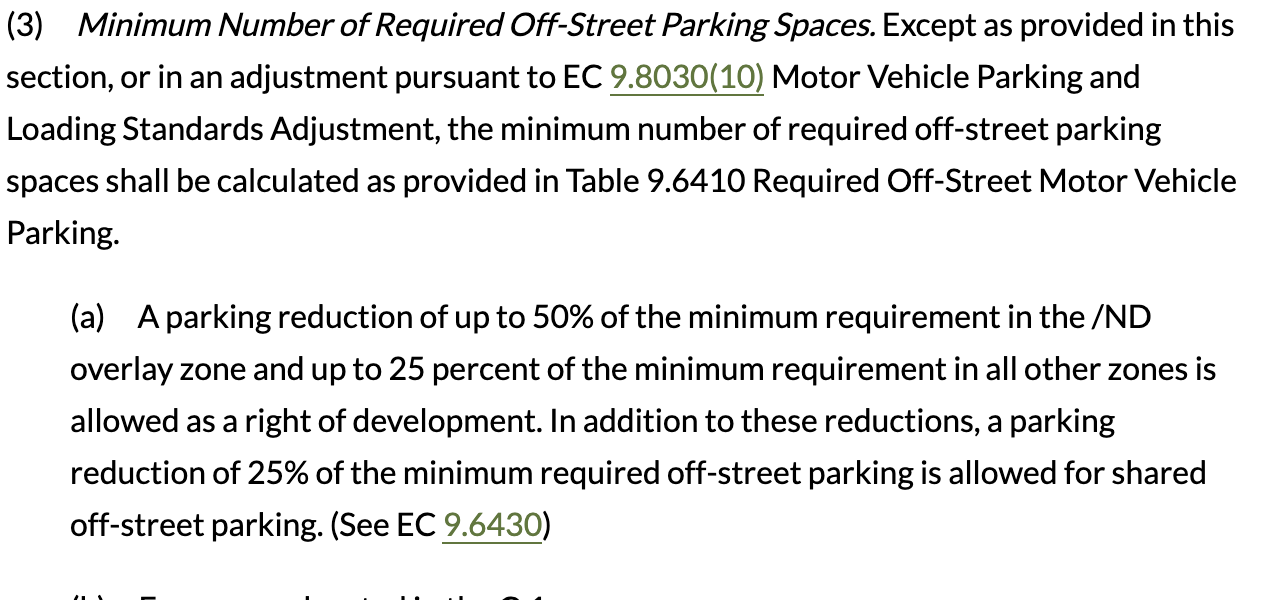 (3) Minimum Number of Required Off-Street Parking Spaces. Except as provided in this
section, or in an adjustment pursuant to EC 9.8030(10) Motor Vehicle Parking and
Loading Standards Adjustment, the minimum number of required off-street parking
spaces shall be calculated as provided in Table 9.6410 Required Off-Street Motor Vehicle
Parking.
(a) A parking reduction of up to 50% of the minimum requirement in the /ND
overlay zone and up to 25 percent of the minimum requirement in all other zones is
allowed as a right of development. In addition to these reductions, a parking
reduction of 25% of the minimum required off-street parking is allowed for shared
off-street parking. (See EC 9.6430)